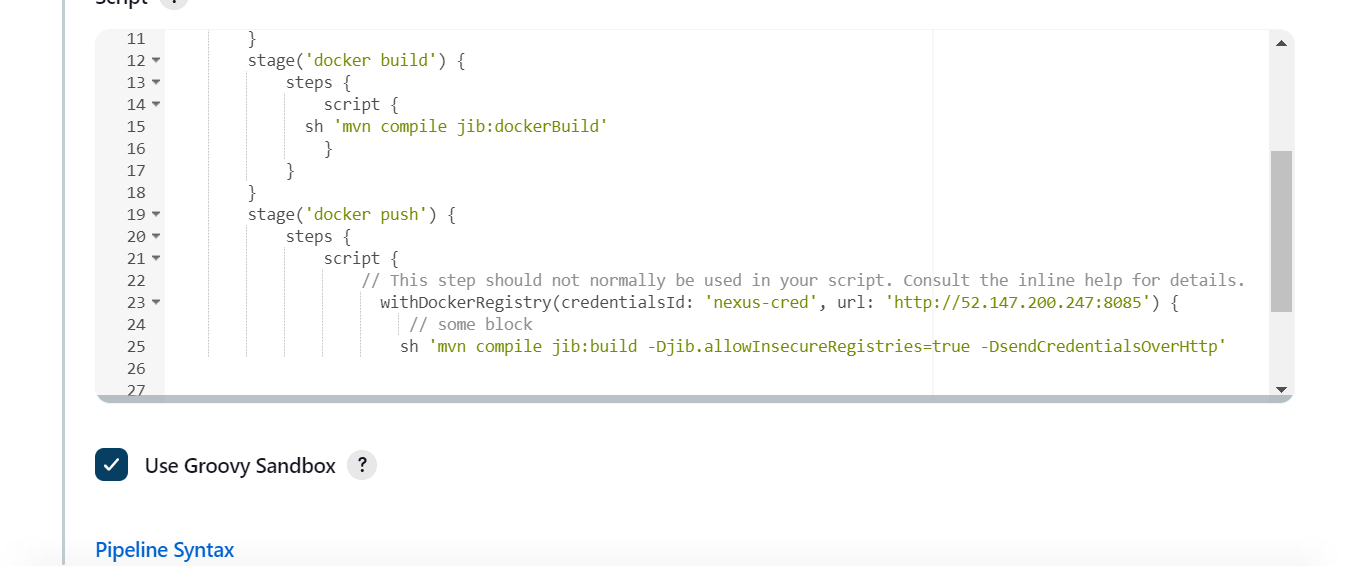 Script ?
11 }
12 stage('docker build') {
13 steps {
14 script {
15 sh 'mvn compile jib:dockerBuild'
16 }
17 }
18 }
19 stage('docker push') {
20 steps {
21 script {
22 // This step should not normally be used in your script. Consult the inline help for details.
23 withDockerRegistry(credentialsId: 'nexus-cred', url: 'http://52.147.200.247:8085') {
24 // some block
25 sh 'mvn compile jib:build -Djib.allowInsecureRegistries=true -DsendCredentialsOverHttp'
26
27
Use Groovy Sandbox ?
Pipeline Syntax